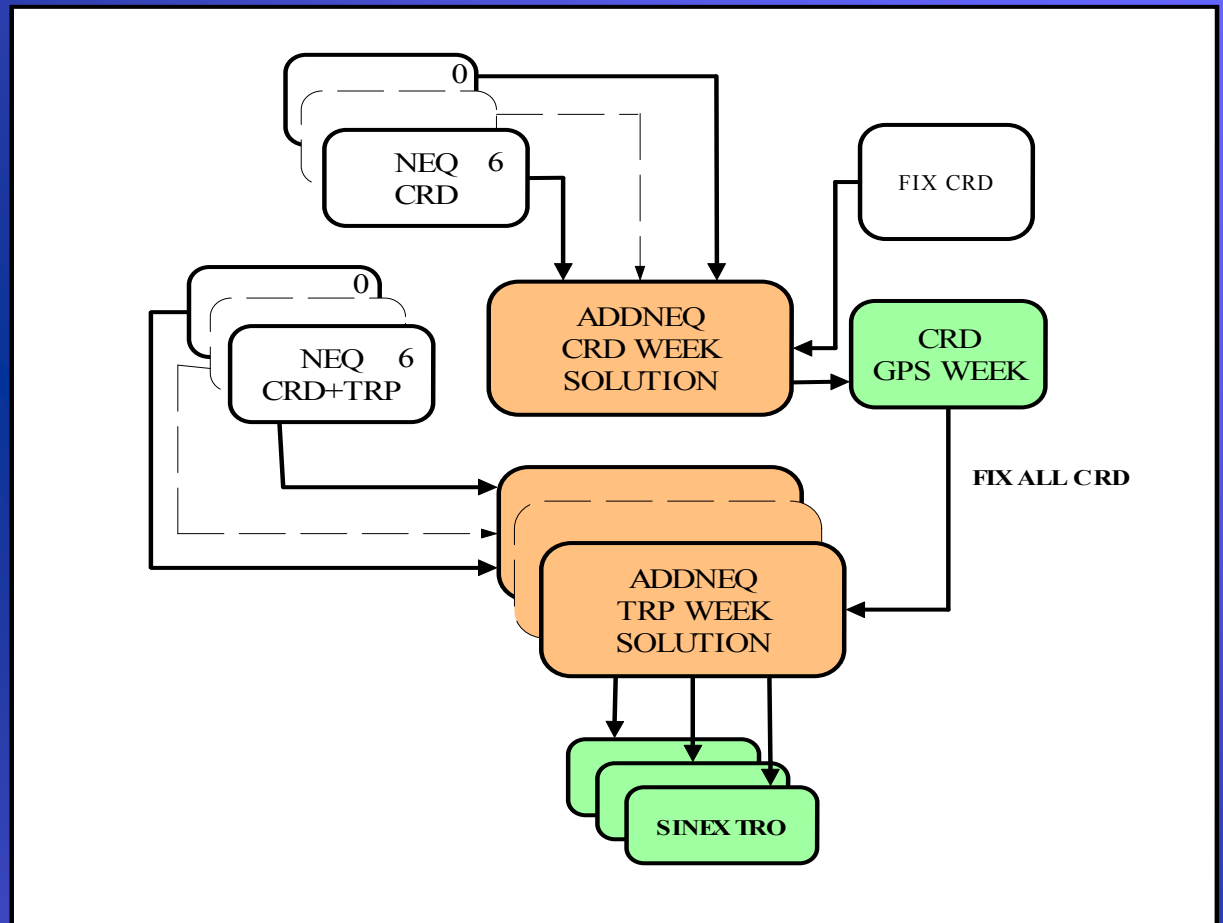 0
NEQ 6
CRD
FIX CRD
0
NEQ 6
CRD+TRP
ADDNEQ
CRD WEEK
SOLUTION
CRD
GPS WEEK
FIX ALL CRD
ADDNEQ
TRP WEEK
SOLUTION
SINEX TRO